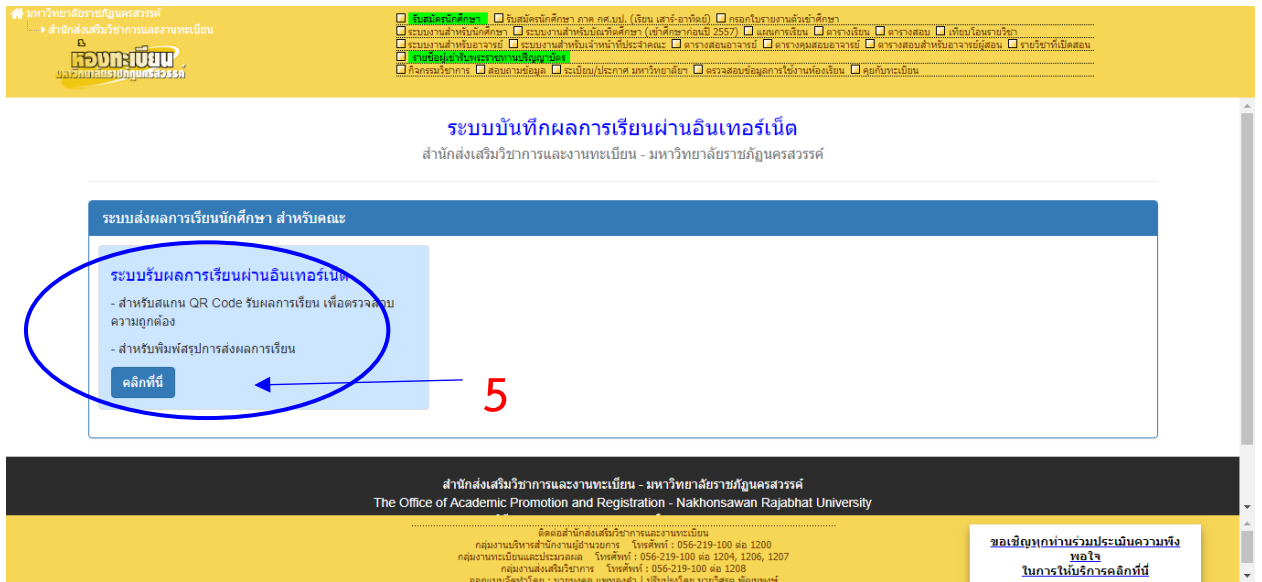 มหาวิทยาลัยราชภัฏนครสวรรค์
สำนักส่งเสริมวิชาการและงานทะเบียน
ห้องทะเบียน
มหาวิทยาลัยราชภัฏนครสวรรค์
รับสมัครนักศึกษา รับสมัครนักศึกษา ภาค กศ.บป. (เรียน เสาร์-อาทิตย์) กรอกใบรายงานตัวเข้าศึกษา
ระบบงานสำหรับนักศึกษา ระบบงานสำหรับบัณฑิตศึกษา (เข้าศึกษาก่อนปี 2557) แผนการเรียน ตารางเรียน ตารางสอบ เทียบโอนรายวิชา
ระบบงานสำหรับอาจารย์ ระบบงานสำหรับเจ้าหน้าที่ประจำคณะ ตารางสอนอาจารย์ ตารางคุมสอบอาจารย์ ตารางสอบสำหรับอาจารย์ผู้สอน รายวิชาที่เปิดสอน
รายชื่อผู้เข้ารับพระราชทานปริญญาบัตร
กิจกรรมวิชาการ สอบถามข้อมูล ระเบียบ/ประกาศ มหาวิทยาลัยฯ ตรวจสอบข้อมูลการใช้งานห้องเรียน คุยกับทะเบียน
ระบบบันทึกผลการเรียนผ่านอินเทอร์เน็ต
สำนักส่งเสริมวิชาการและงานทะเบียน - มหาวิทยาลัยราชภัฏนครสวรรค์
ระบบส่งผลการเรียนนักศึกษา สำหรับคณะ
ระบบรับผลการเรียนผ่านอินเทอร์เน็ต
- สำหรับสแกน QR Code รับผลการเรียน เพื่อตรวจสอบ
ความถูกต้อง
- สำหรับพิมพ์สรุปการส่งผลการเรียน
คลิกที่นี่
5
สำนักส่งเสริมวิชาการและงานทะเบียน - มหาวิทยาลัยราชภัฏนครสวรรค์
The Office of Academic Promotion and Registration - Nakhonsawan Rajabhat University
ติดต่อสำนักส่งเสริมวิชาการและงานทะเบียน
กลุ่มงานบริหารสำนักงานผู้อำนวยการ โทรศัพท์ : 056-219-100 ต่อ 1200
กลุ่มงานทะเบียนและประมวลผล โทรศัพท์ : 056-219-100 ต่อ 1204, 1206, 1207
กลุ่มงานส่งเสริมวิชาการ โทรศัพท์ : 056-219-100 ต่อ 1208
ขอเชิญทุกท่านร่วมประเมินความพึง
พอใจ
ในการให้บริการคลิกที่นี่